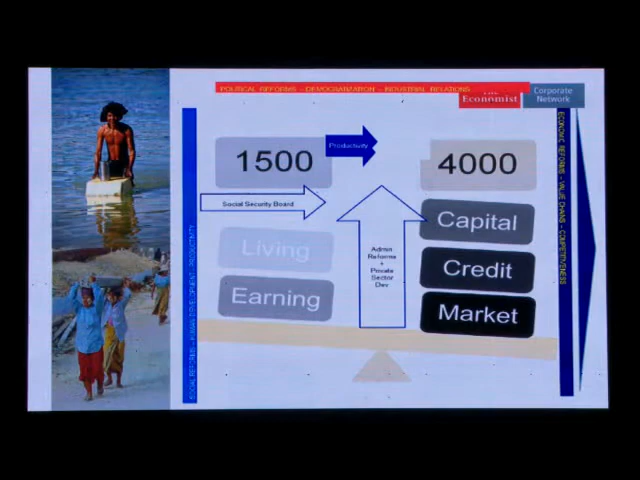 POLITICAL REFORMS - DEMOCRATIZATION - INDUSTRIAL RELATIONS
The
Economist
Corporate
Network
1500
Productivity
4000
Social Security Board
Capital
Living
Admin
Reforms
+
Private
Sector
Dev
Credit
Earning
Market
SOCIAL REFORMS - HUMAN DEVELOPMENT - PRODUCTIVITY
ECONOMIC REFORMS - VALUE CHAINS - COMPETITIVENESS